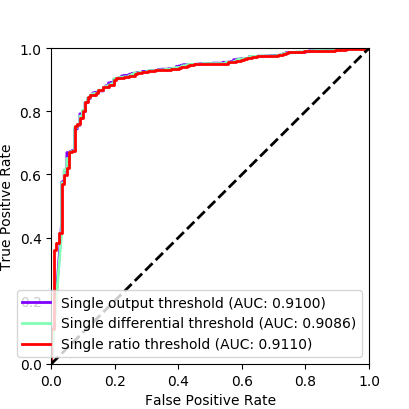 1.0
0.8
0.6
0.4
0.2
0.0
True Positive Rate
Single output threshold (AUC: 0.9100)
Single differential threshold (AUC: 0.9086)
Single ratio threshold (AUC: 0.9110)
0.0 0.2 0.4 0.6 0.8 1.0
False Positive Rate